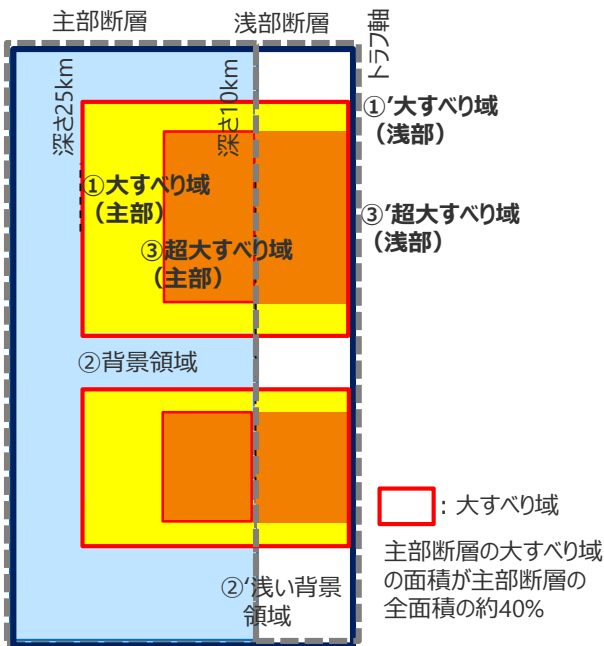 主部断層
浅部断層
トラフ軸
深さ25km
深さ10km
①’大すべり域
（浅部）
①大すべり域
（主部）
③’超大すべり域
（浅部）
③超大すべり域
（主部）
②背景領域
：大すべり域
主部断層の大すべり域
の面積が主部断層の
全面積の約40%
②‘浅い背景
領域